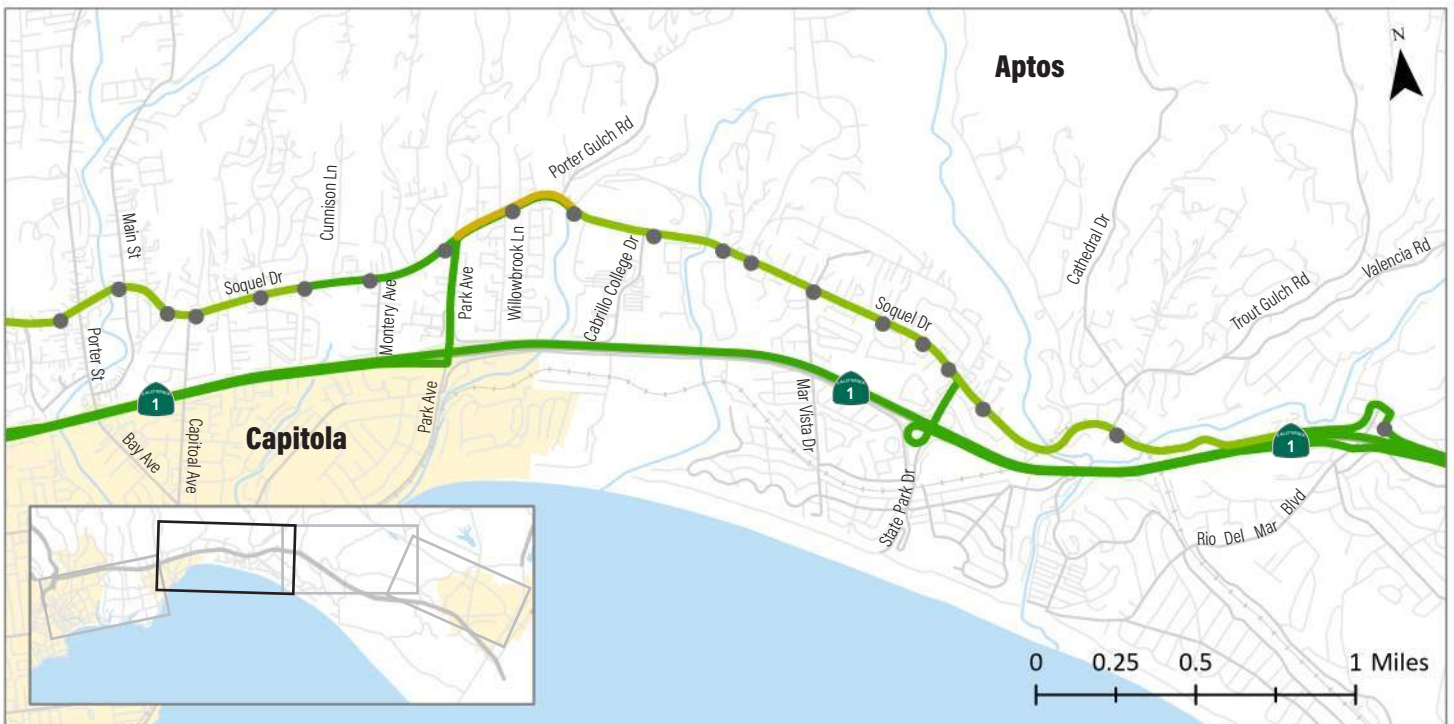 Aptos
N
Porter Gulch Rd
Cunnison Ln
Main St
Soquel Dr
Montery Ave
Park Ave
Willowbrook Ln
Cabrillo College Dr
Cathedral Dr
Valencia Rd
Trout Gulch Rd
Soquel Dr
Porter St
1
Bay Ave
Capitoal Ave
Capitola
Park Ave
Mar Vista Dr
1
State Park Dr
1
Rio Del Mar Blvd
0 0.25 0.5 1 Miles